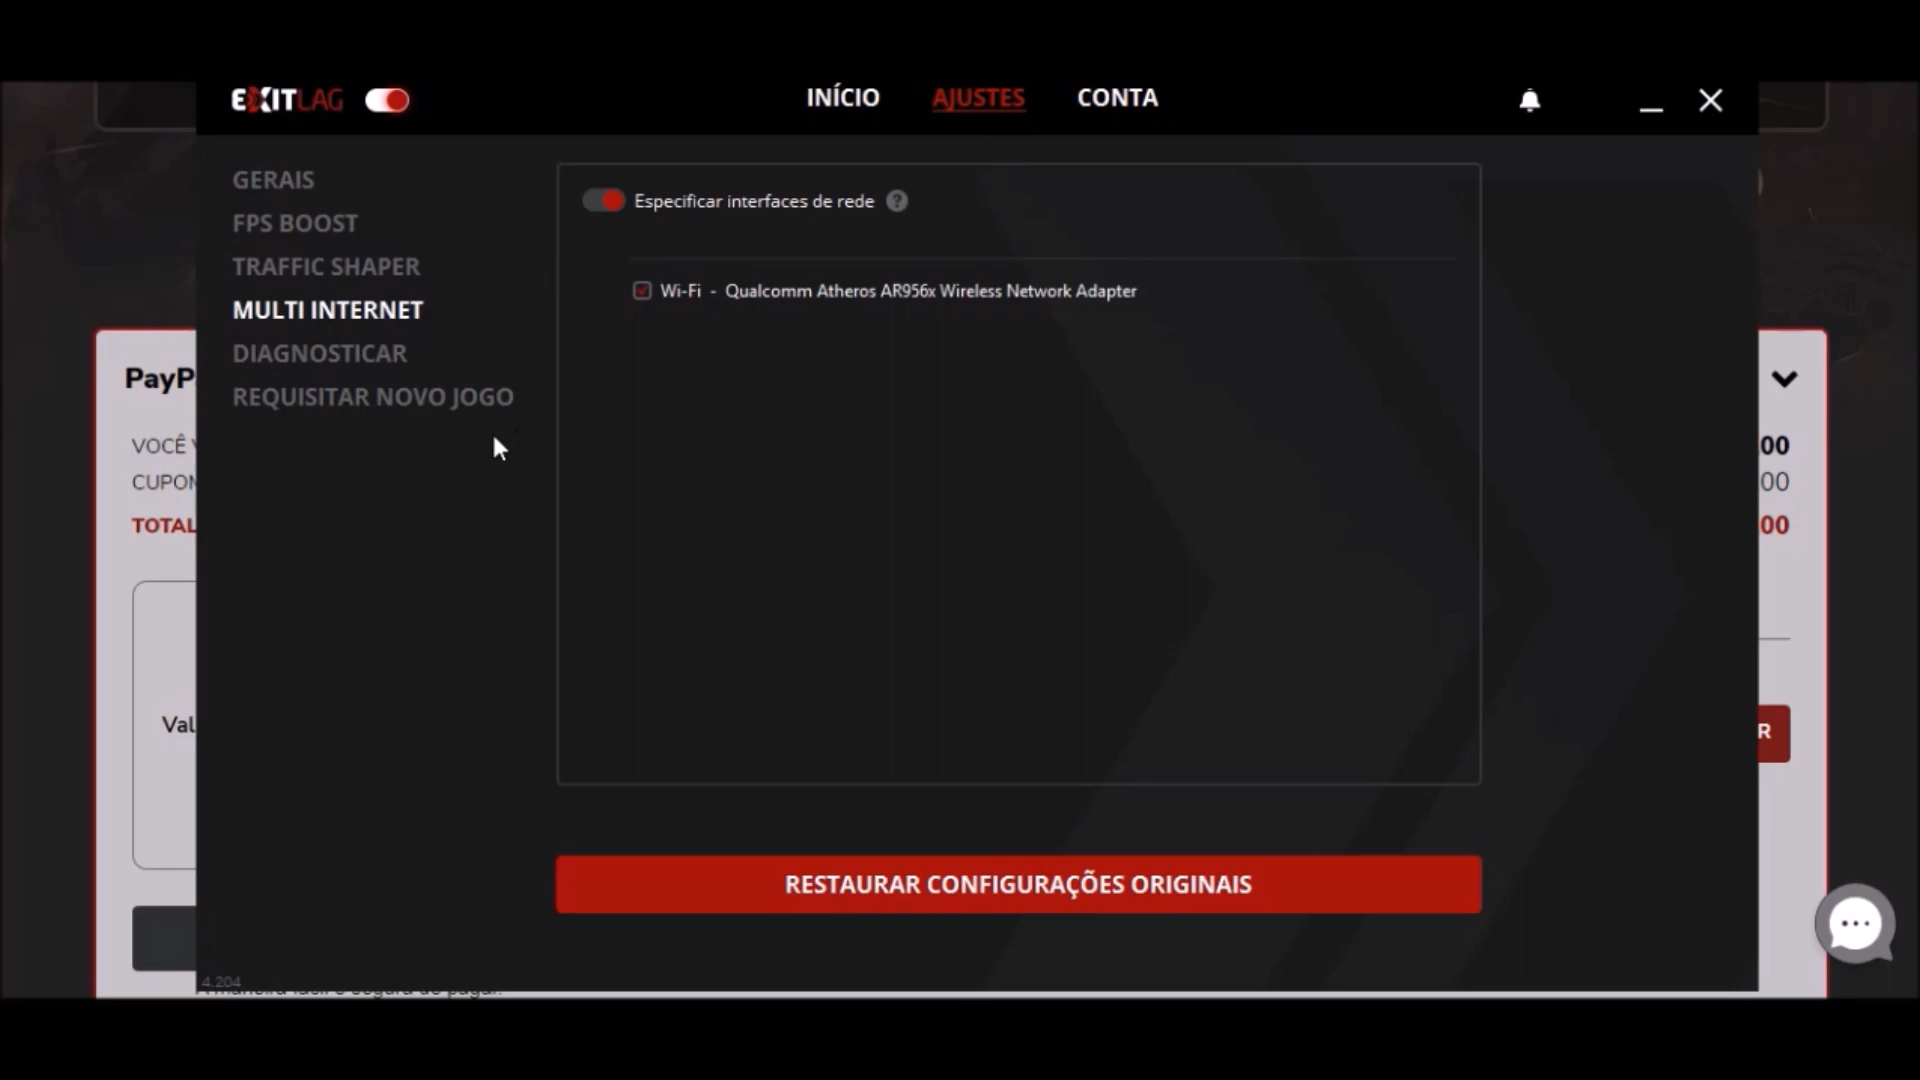 EXITLAG
INÍCIO
AJUSTES
CONTA
GERAIS
FPS BOOST
TRAFFIC SHAPER
MULTI INTERNET
DIAGNOSTICAR
REQUISITAR NOVO JOGO
Especificar interfaces de rede ?
Wi-Fi - Qualcomm Atheros AR956x Wireless Network Adapter
RESTAURAR CONFIGURAÇÕES ORIGINAIS
4.204
PayP
VOCÊ
CUPOM
TOTAL
00
00
00
Val
R